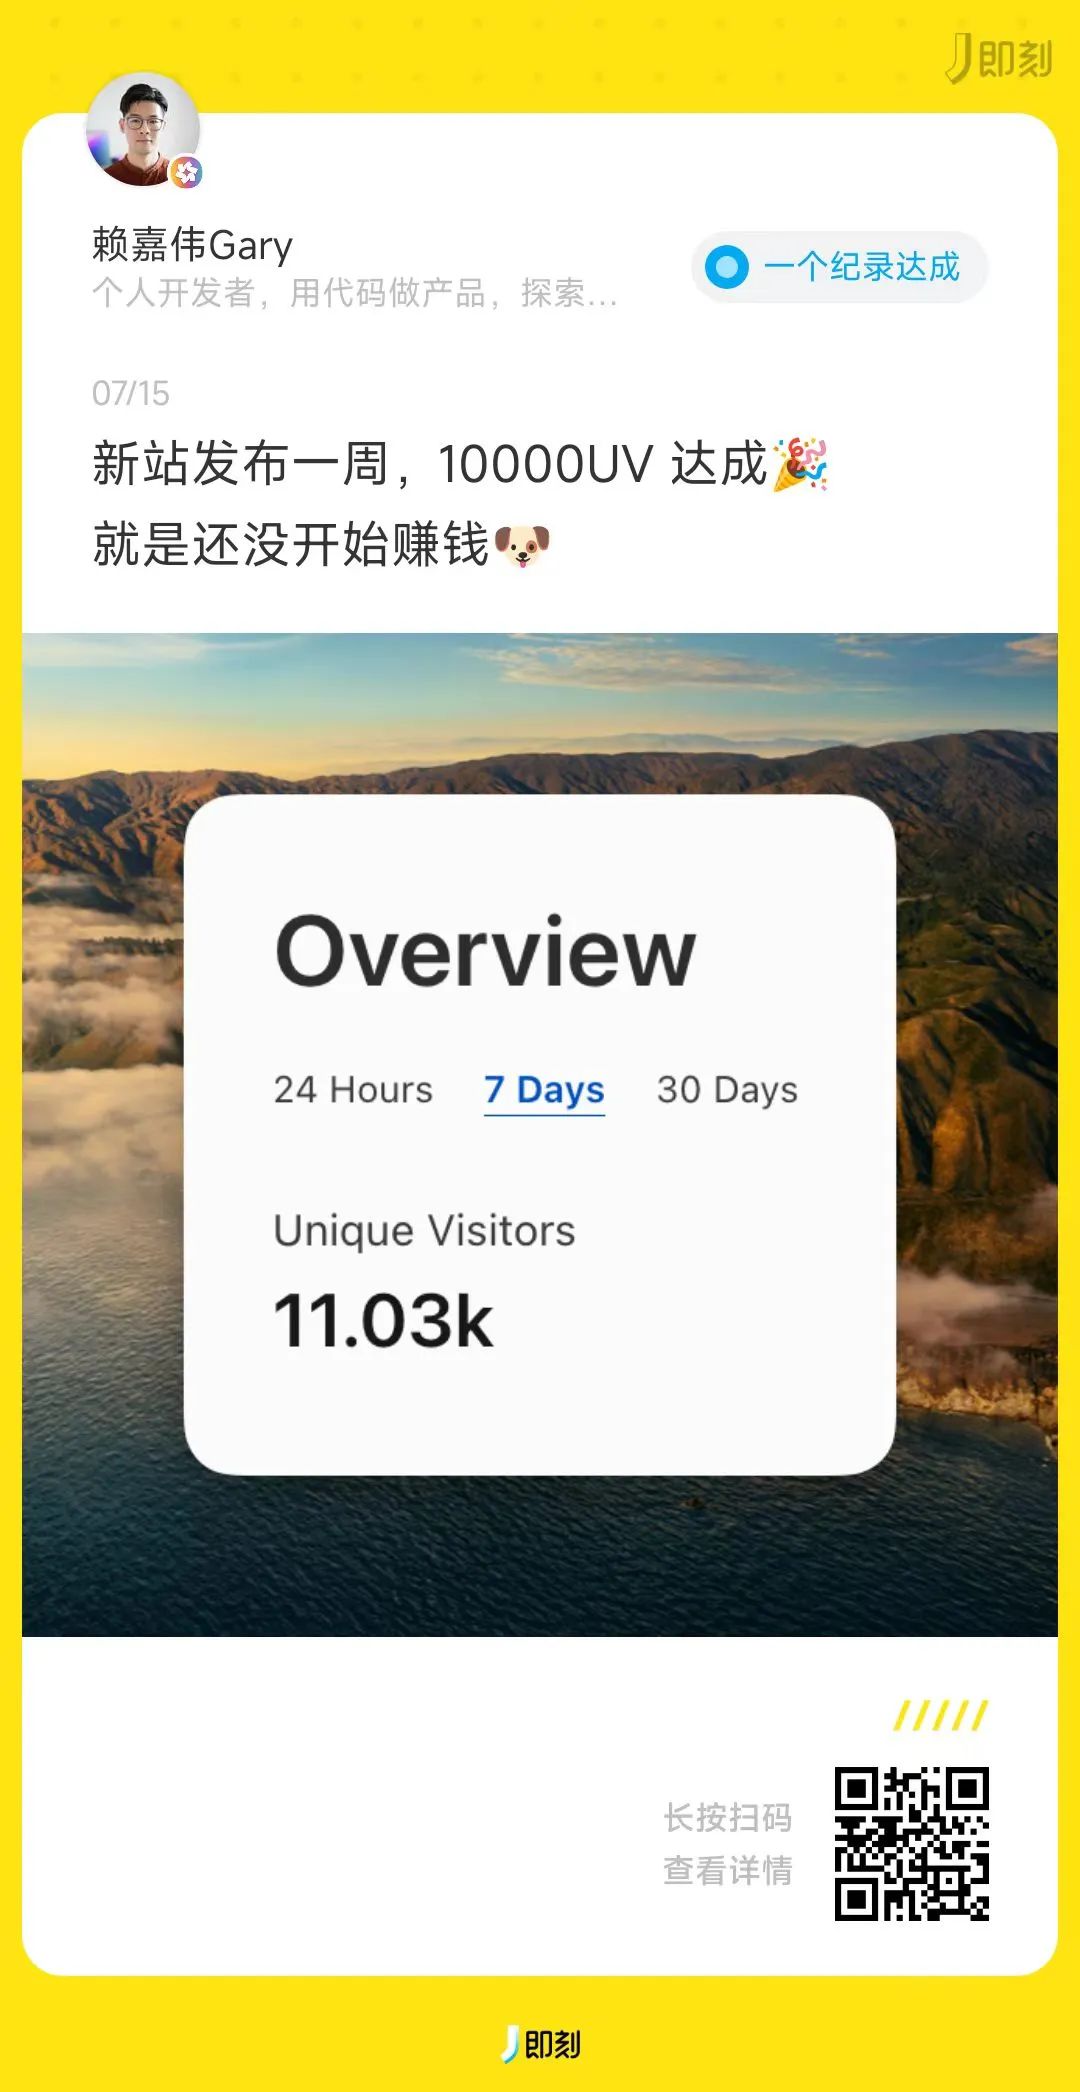 即刻
赖嘉伟Gary
个人开发者，用代码做产品，探索...
一个纪录达成
07/15
新站发布一周，10000UV 达成🎉
就是还没开始赚钱🐶
Overview
24 Hours 7 Days 30 Days
Unique Visitors
11.03k
长按扫码
查看详情
即刻